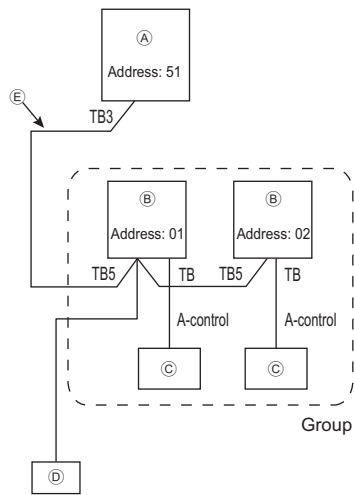 Ⓐ
Address: 51
Ⓔ
TB3
Ⓑ Ⓑ
Address: 01 Address: 02
TB5 TB TB5 TB
A-control A-control
Ⓒ Ⓒ
Group
Ⓓ